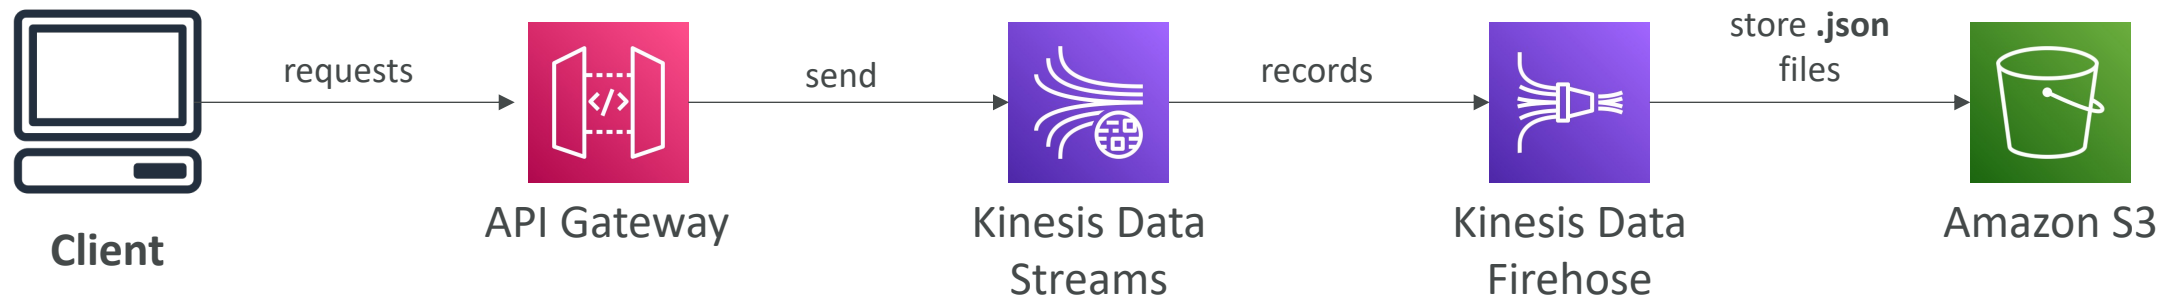 requests
send
records
store .json
files
Client
API Gateway
Kinesis Data
Streams
Kinesis Data
Firehose
Amazon S3